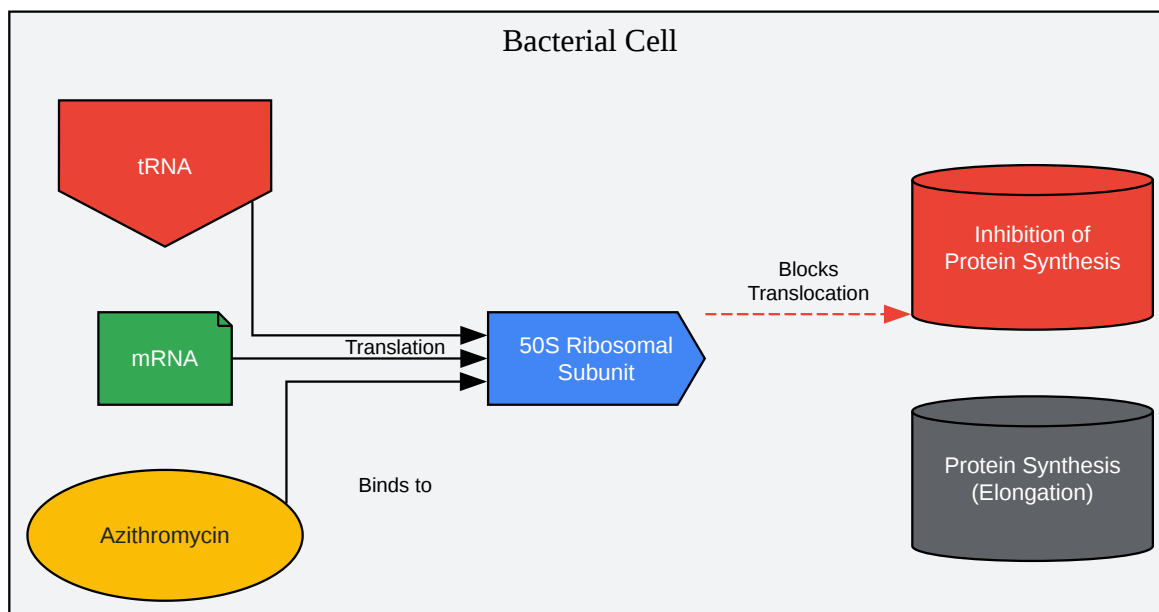 Bacterial Cell
tRNA
Inhibition of
Protein Synthesis
Blocks
Translocation
mRNA
Translation
50S Ribosomal
Subunit
Protein Synthesis
(Elongation)
Binds to
Azithromycin